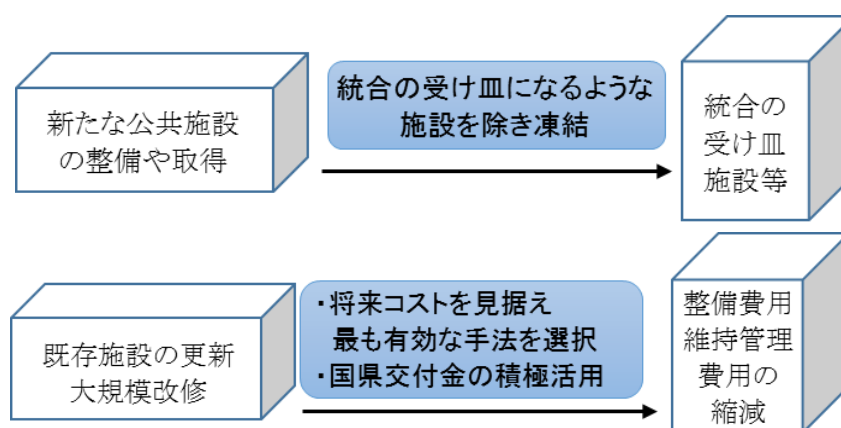 新たな公共施設
の整備や取得
統合の受け皿になるような
施設を除き凍結
統合の
受け皿
施設等
既存施設の更新
大規模改修
・将来コストを見据え
最も有効な手法を選択
・国県交付金の積極活用
整備費用
維持管理
費用の
縮減